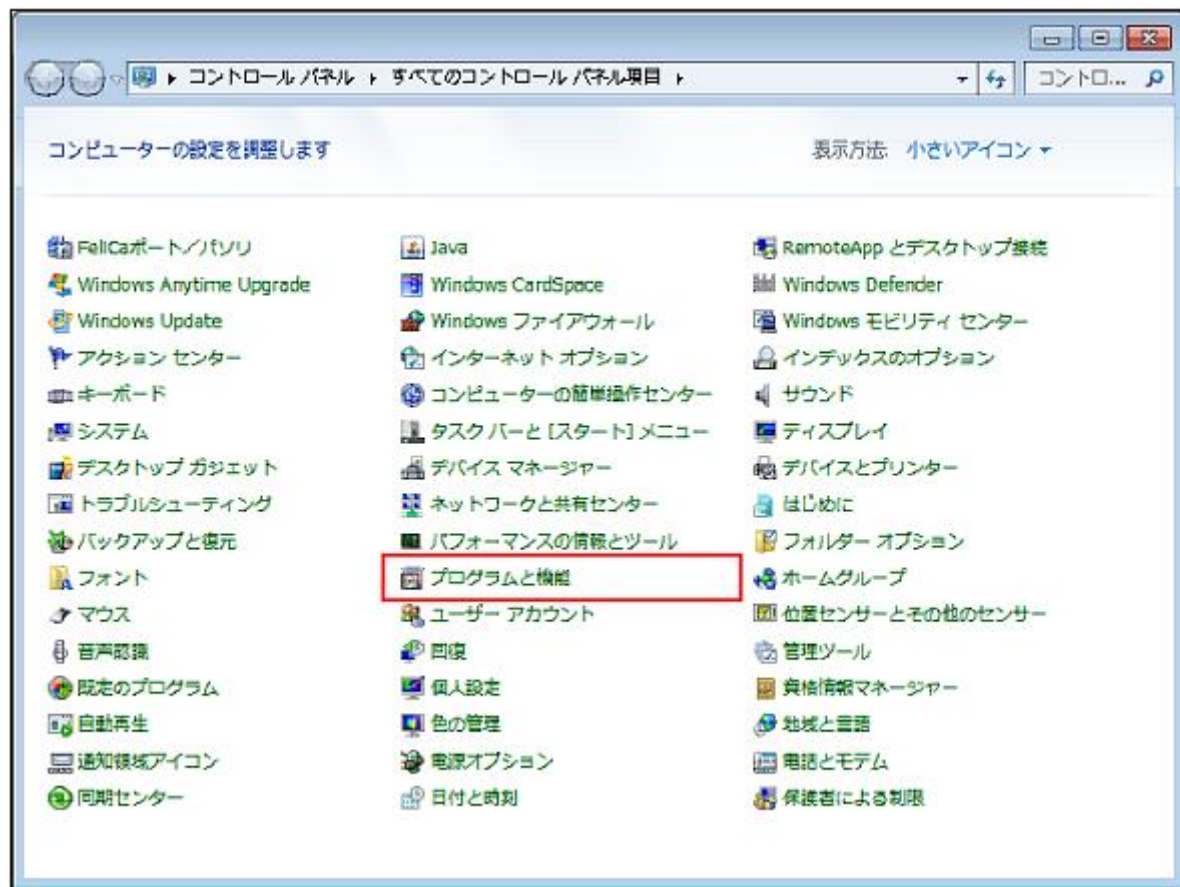 コントロール パネル ▸ すべてのコントロール パネル項目 ▸ コントロ...
コンピューターの設定を調整します 表示方法: 小さいアイコン
FeliCaポート/パソリ Java RemoteApp とデスクトップ接続
Windows Anytime Upgrade Windows CardSpace Windows Defender
Windows Update Windows ファイアウォール Windows モビリティ センター
アクション センター インターネット オプション インデックスのオプション
キーボード コンピューターの簡単操作センター サウンド
システム タスク バーと [スタート] メニュー ディスプレイ
デスクトップ ガジェット デバイス マネージャー デバイスとプリンター
トラブルシューティング ネットワークと共有センター はじめに
バックアップと復元 パフォーマンスの情報とツール フォルダー オプション
フォント プログラムと機能 ホームグループ
マウス ユーザー アカウント 位置センサーとその他のセンサー
音声認識 回復 管理ツール
既定のプログラム 個人設定 資格情報マネージャー
自動再生 色の管理 地域と言語
通知領域アイコン 電源オプション 電話とモデム
同期センター 日付と時刻 保護者による制限